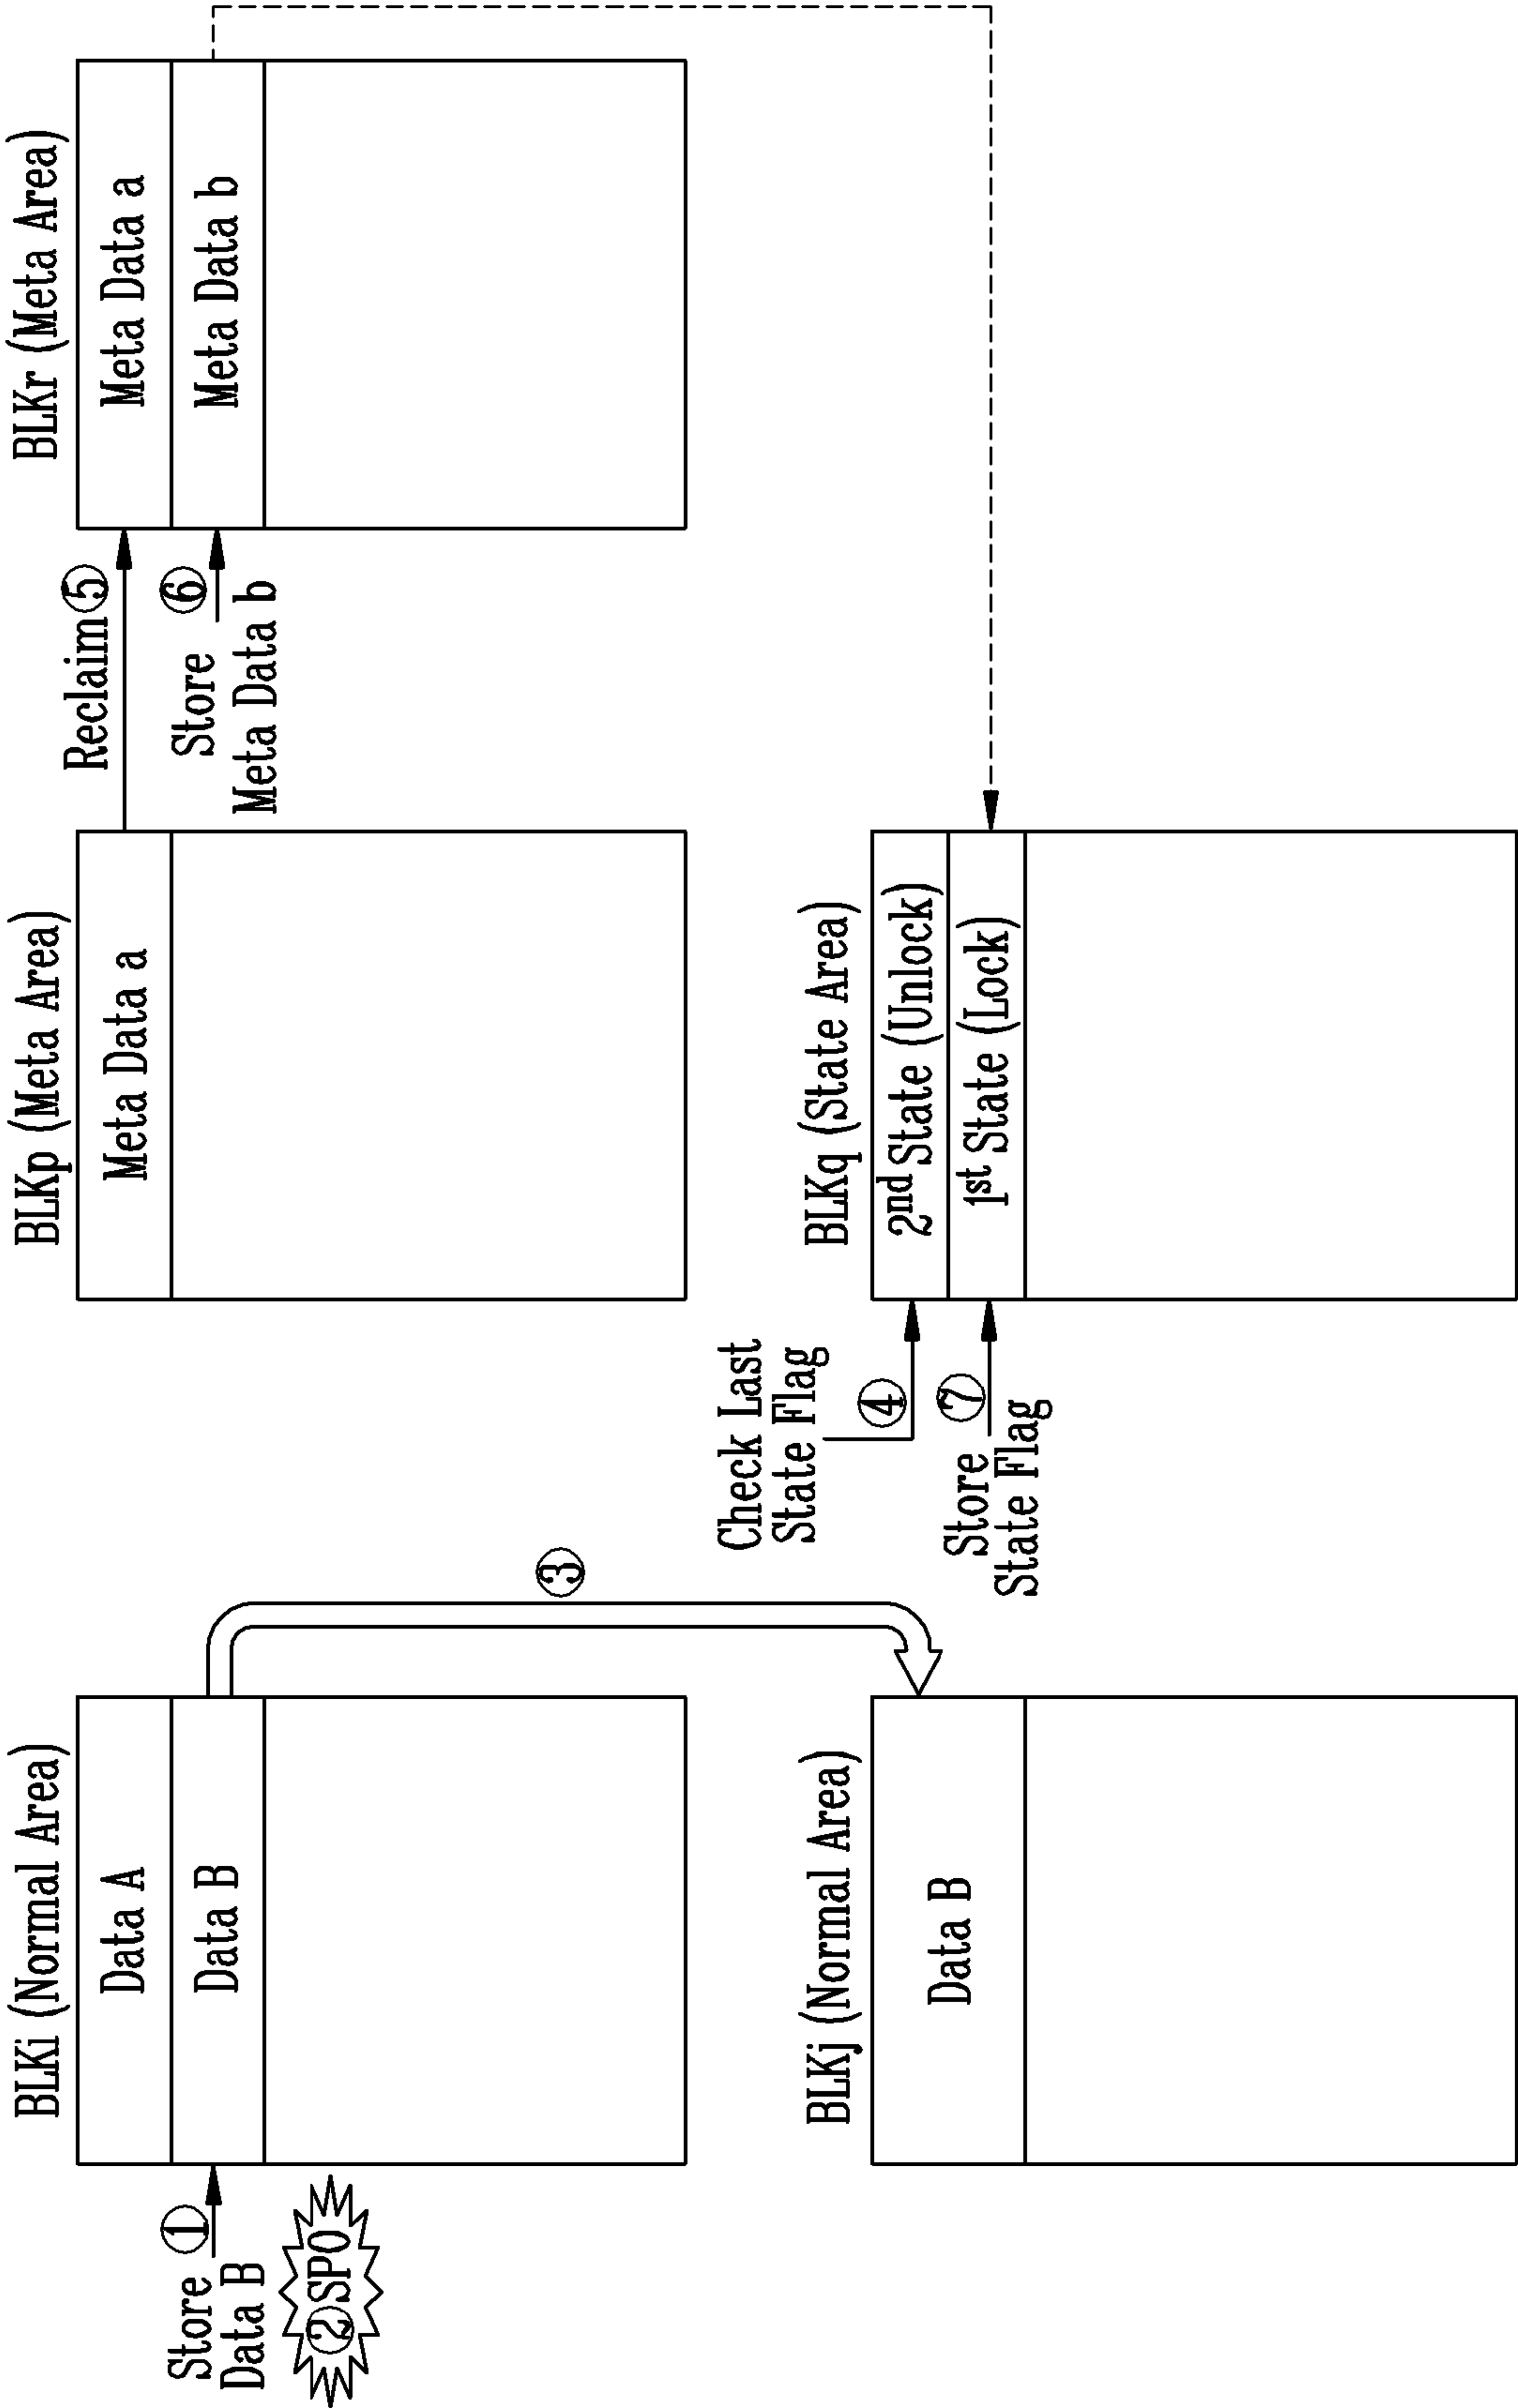 BLKi (Normal Area)
Data A
Data B
① Store
Data B
② SPO
③
BLKj (Normal Area)
Data B
BLKp (Meta Area)
Meta Data a
Reclaim ⑤
BLKr (Meta Area)
Meta Data a
Meta Data b
Store ⑥
Meta Data b
BLKq (State Area)
2nd State (Unlock)
1st State (Lock)
Check Last
State Flag
④
Store ⑦
State Flag